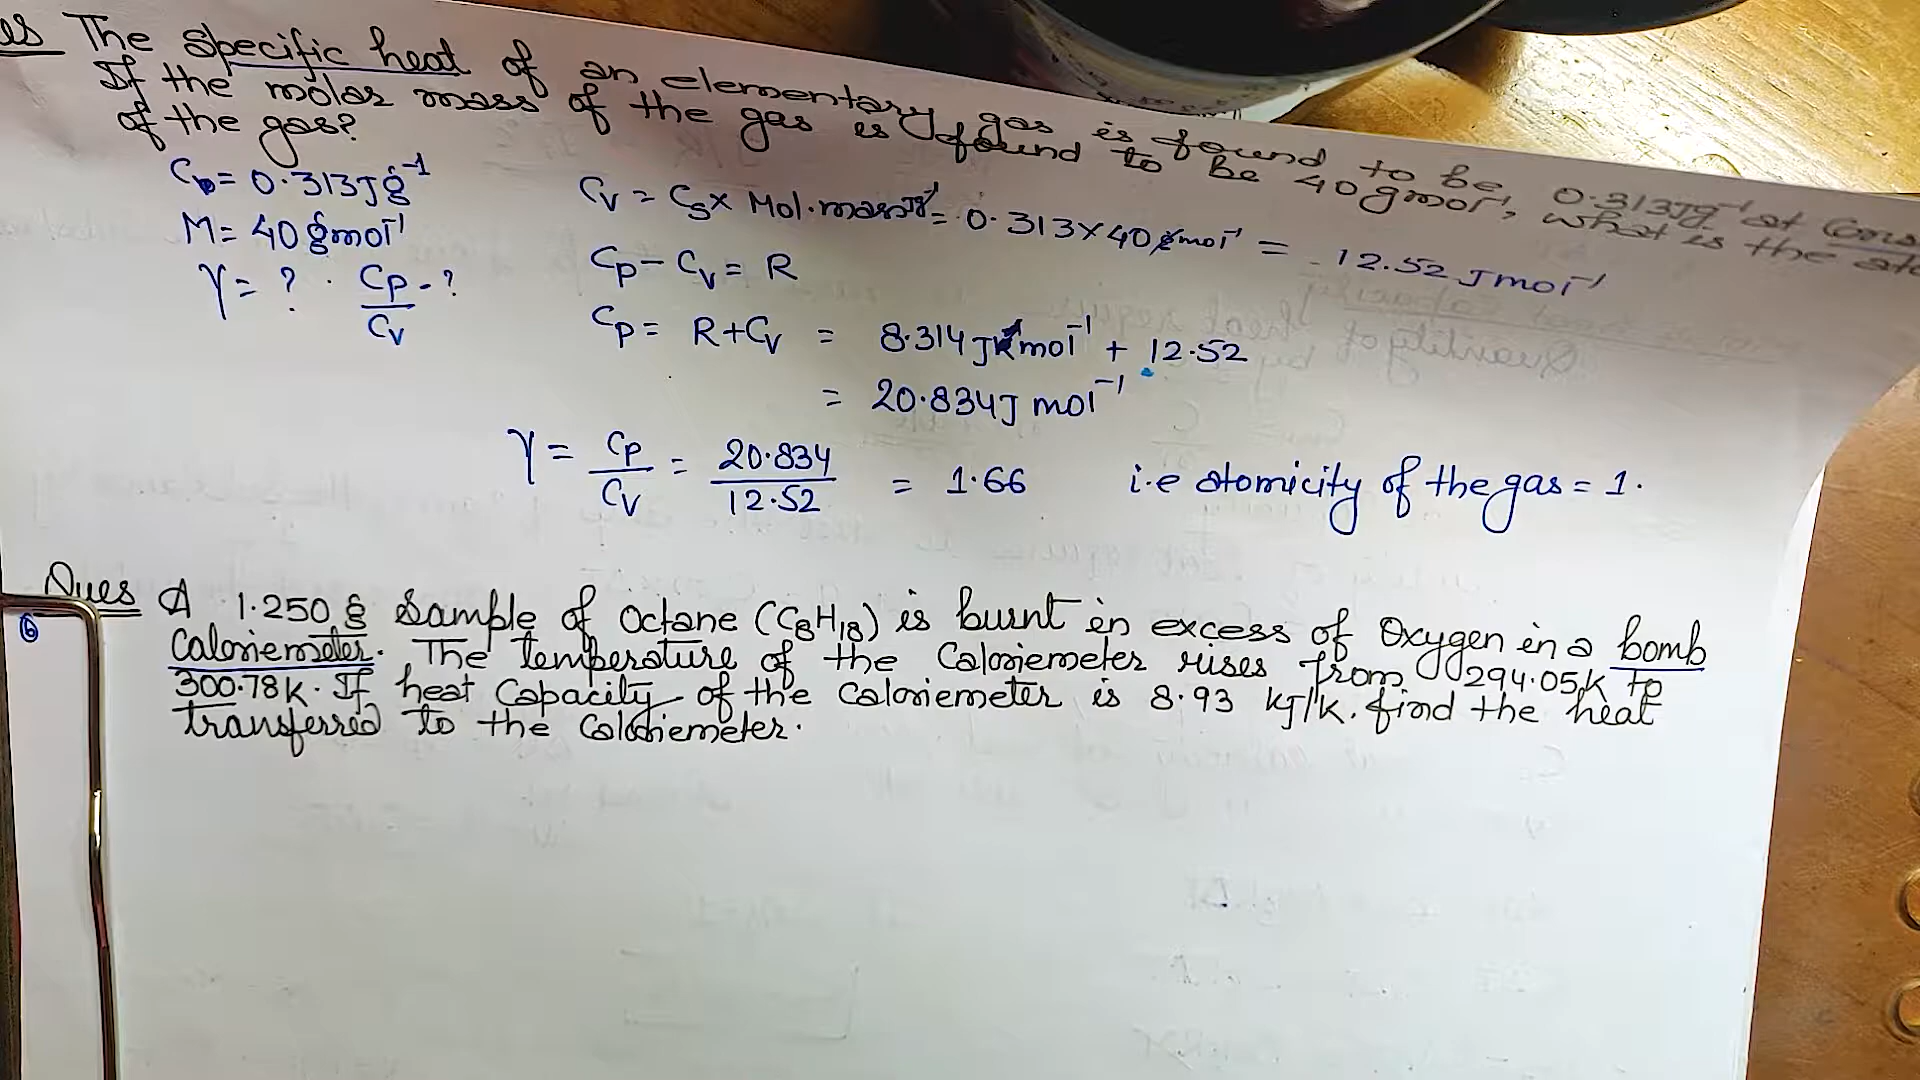 es The specific heat of an elementary gas is found to be, 0.313Jg⁻¹ at Cons
If the molar mass of the gas is found to be 40gmol⁻¹, what is the ato
of the gas?
C = 0.313Jg⁻¹
M = 40gmol⁻¹
γ = ? . Cp/Cv - ?
Cv = Cs x Mol. mass = 0.313 x 40 g mol⁻¹ = 12.52 J mol⁻¹
Cp - Cv = R
Cp = R + Cv = 8.314 J mol⁻¹ + 12.52
= 20.834J mol⁻¹
γ = Cp/Cv = 20.834/12.52 = 1.66 i.e atomicity of the gas = 1.
Ques A 1.250 g Sample of Octane (C₈H₁₈) is burnt in excess of Oxygen in a bomb
Caloriemeter. The temperature of the Caloriemeter rises from 294.05K to
300.78K. If heat Capacity of the Caloriemeter is 8.93 kJ/K. find the heat
transferred to the Caloriemeter.
6